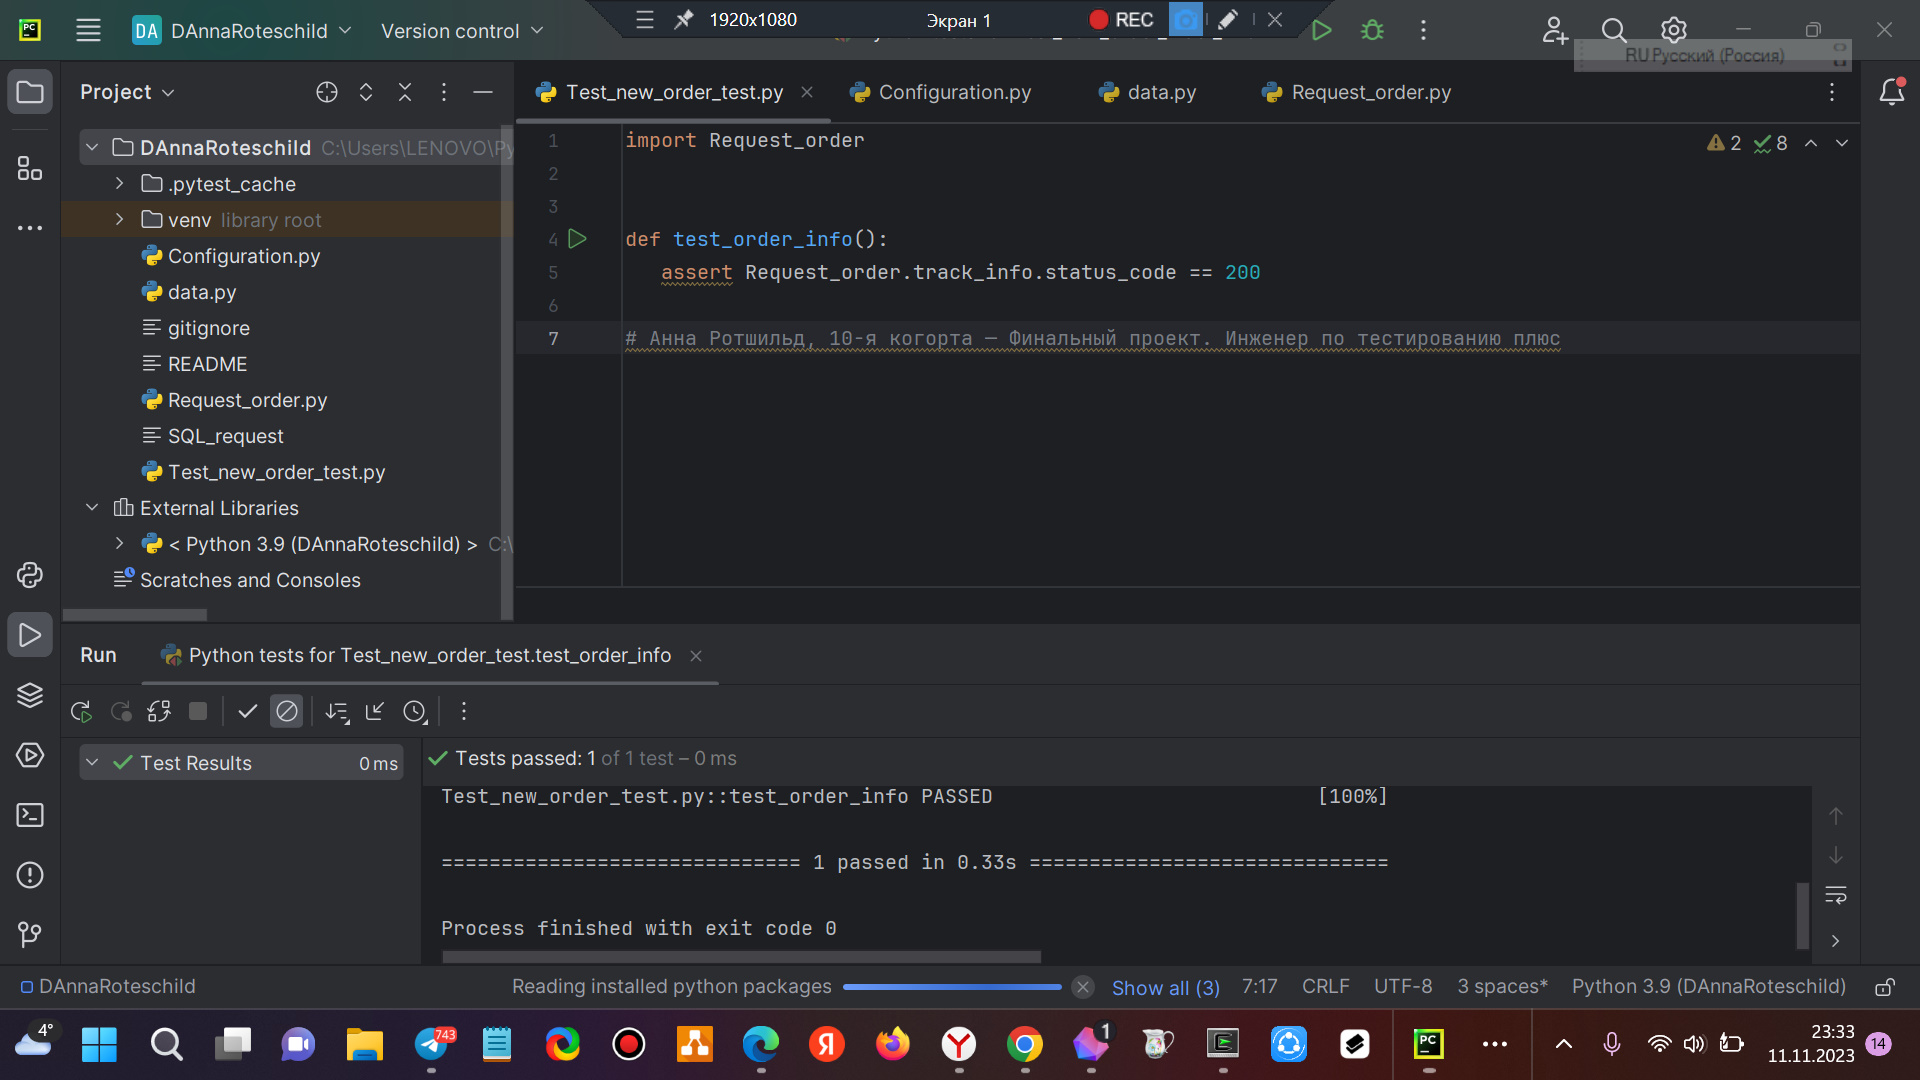 PC
DA DAnnaRoteschild
Version control
1920x1080
Экран 1
REC
RU Русский (Россия)
Project
Test_new_order_test.py
Configuration.py
data.py
Request_order.py
DAnnaRoteschild C:\Users\LENOVO\Py
.pytest_cache
venv library root
Configuration.py
data.py
gitignore
README
Request_order.py
SQL_request
Test_new_order_test.py
External Libraries
< Python 3.9 (DAnnaRoteschild) > C:\
Scratches and Consoles
1 import Request_order
2
3
4 def test_order_info():
5 assert Request_order.track_info.status_code == 200
6
7 # Анна Ротшильд, 10-я когорта — Финальный проект. Инженер по тестированию плюс
2 8
Run
Python tests for Test_new_order_test.test_order_info
Test Results 0 ms
Tests passed: 1 of 1 test – 0 ms
Test_new_order_test.py::test_order_info PASSED [100%]
============================== 1 passed in 0.33s ==============================
Process finished with exit code 0
DAnnaRoteschild
Reading installed python packages
Show all (3)
7:17
CRLF
UTF-8
3 spaces*
Python 3.9 (DAnnaRoteschild)
4°
743
Я
1
PC
23:33
11.11.2023
14